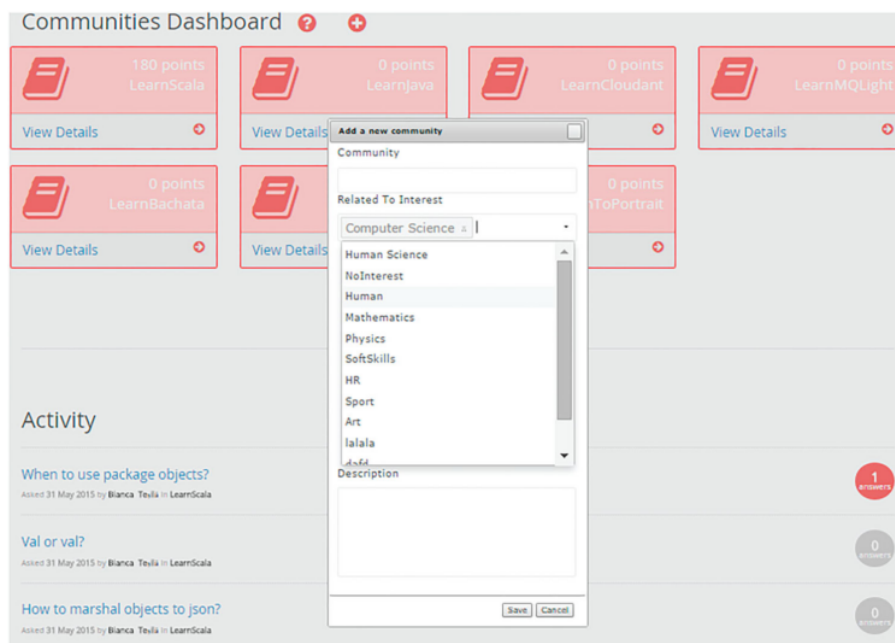 Communities Dashboard ? +
180 points
LearnScala
View Details
0 points
LearnJava
View Details
0 points
LearnCloudant
0 points
LearnMQLight
View Details
0 points
LearnBachata
View Details
View Details
0 points
ToPortrait
Add a new community
Community
Related To Interest
Computer Science
Human Science
NoInterest
Human
Mathematics
Physics
SoftSkills
HR
Sport
Art
lalala
dafd
Description
Save Cancel
Activity
When to use package objects?
Asked 31 May 2015 by Bianca Tevila in LearnScala
1
answers
Val or val?
Asked 31 May 2015 by Bianca Tevila in LearnScala
0
answers
How to marshal objects to json?
Asked 31 May 2015 by Bianca Tevila in LearnScala
0
answers